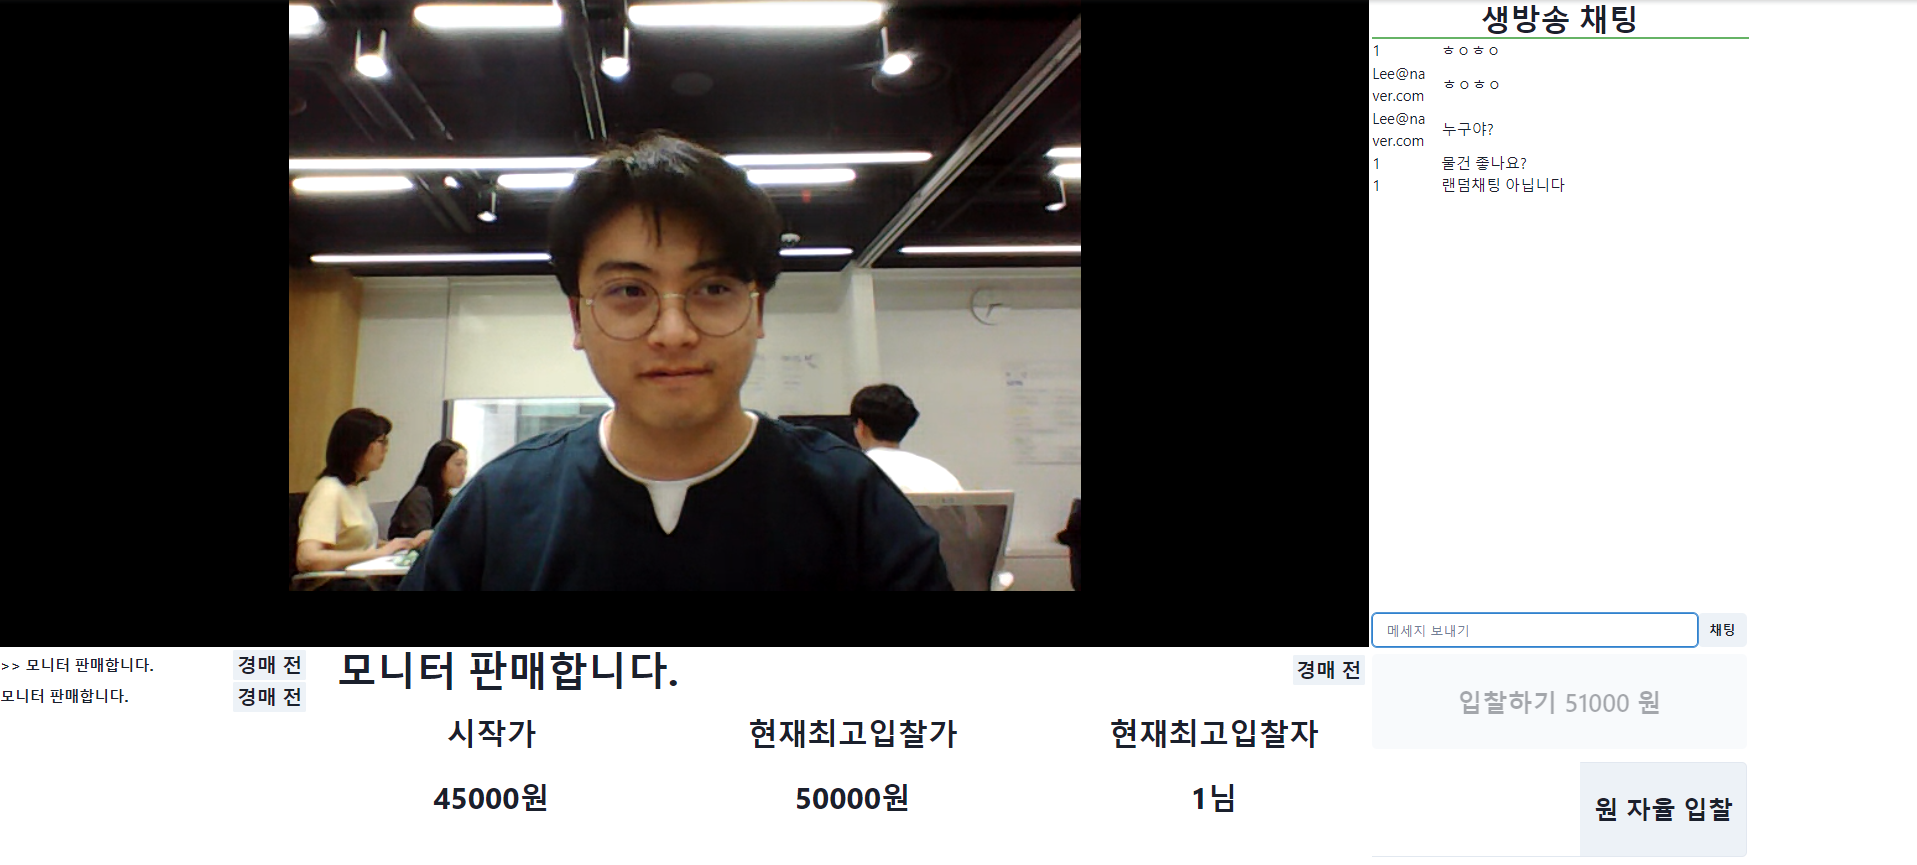 생방송 채팅
1 ㅎㅇㅎㅇ
Lee@na
ver.com ㅎㅇㅎㅇ
Lee@na
ver.com 누구야?
1 물건 좋나요?
1 랜덤채팅 아닙니다
메세지 보내기 채팅
>> 모니터 판매합니다. 경매 전
모니터 판매합니다. 경매 전
모니터 판매합니다. 경매 전
시작가 현재최고입찰가 현재최고입찰자
45000원 50000원 1님
입찰하기 51000 원
원 자율 입찰